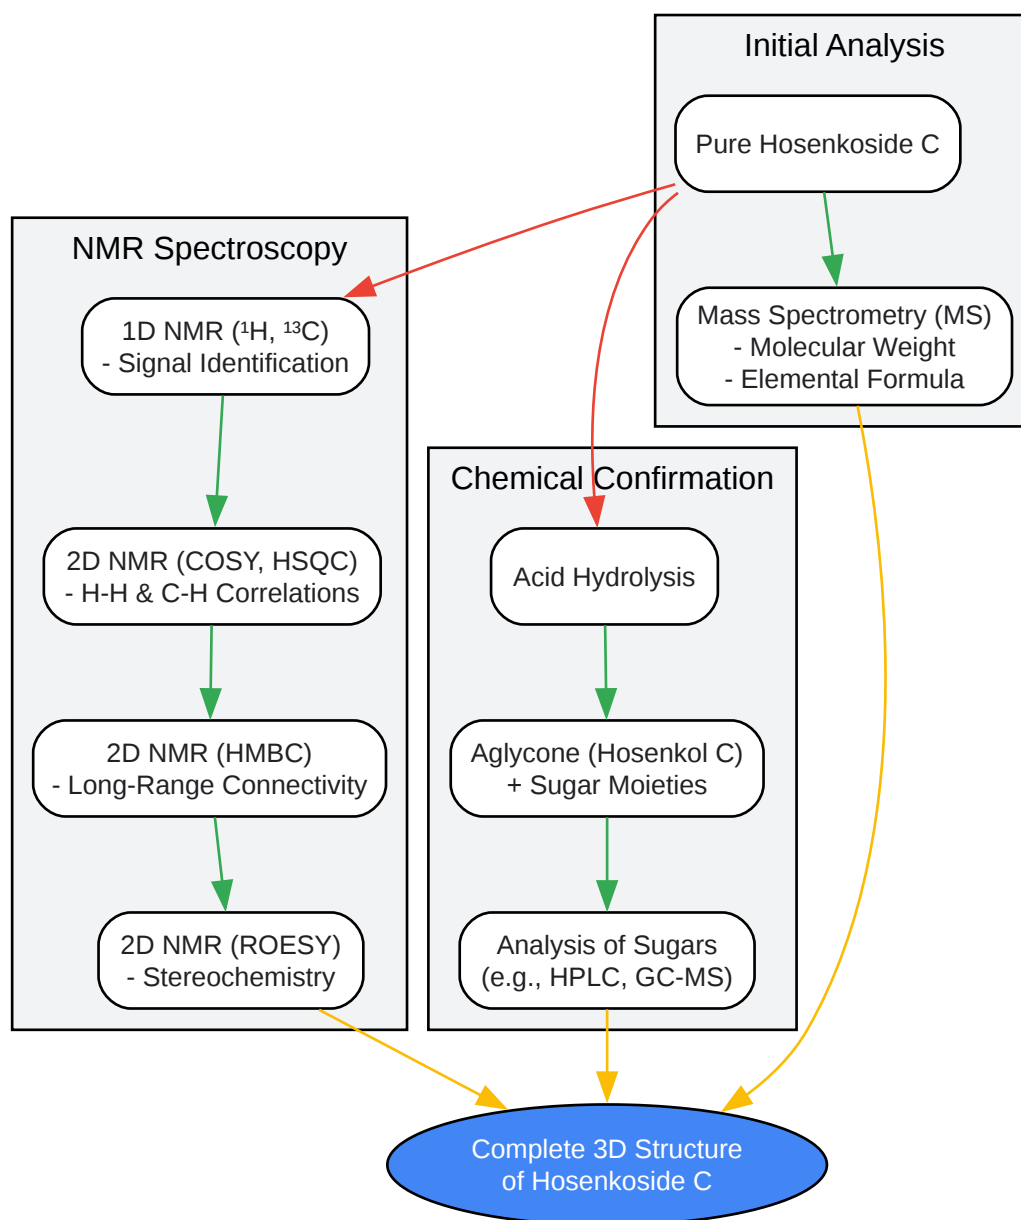 Initial Analysis
Pure Hosenkoside C
Mass Spectrometry (MS)
- Molecular Weight
- Elemental Formula
NMR Spectroscopy
1D NMR (¹H, ¹³C)
- Signal Identification
2D NMR (COSY, HSQC)
- H-H & C-H Correlations
2D NMR (HMBC)
- Long-Range Connectivity
2D NMR (ROESY)
- Stereochemistry
Chemical Confirmation
Acid Hydrolysis
Aglycone (Hosenkol C)
+ Sugar Moieties
Analysis of Sugars
(e.g., HPLC, GC-MS)
Complete 3D Structure
of Hosenkoside C